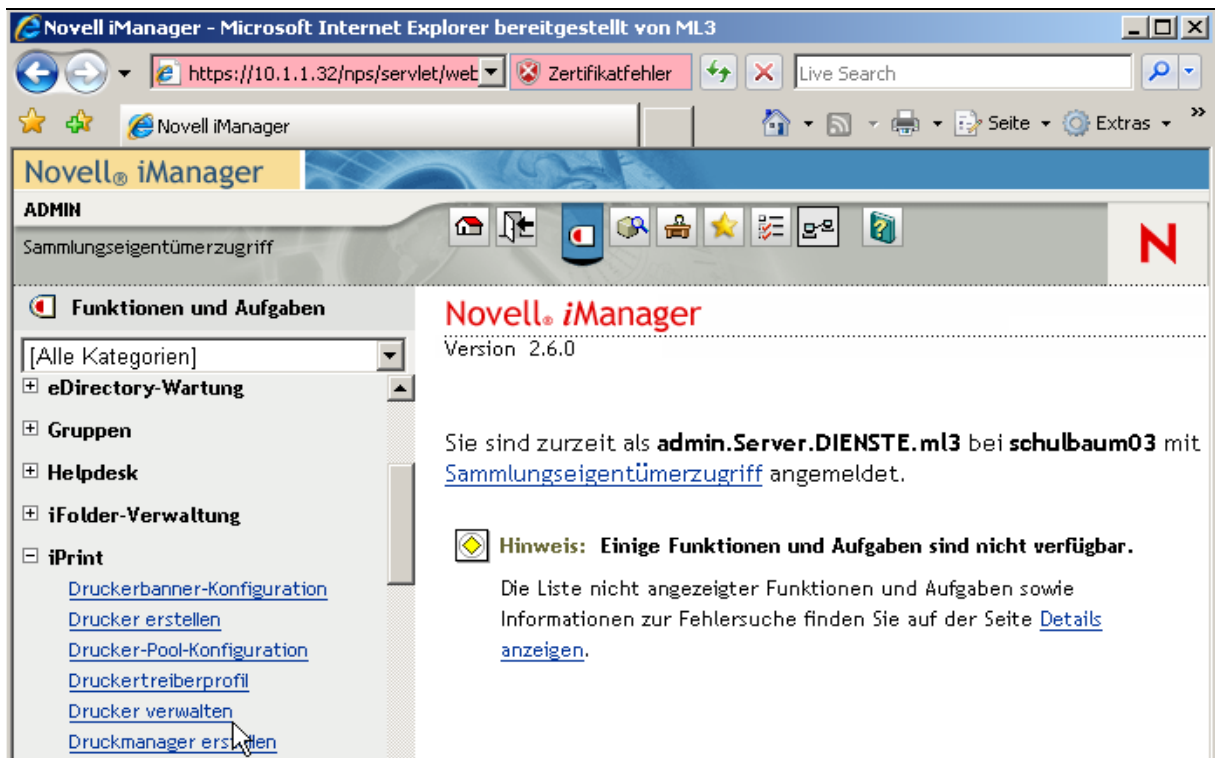 Novell iManager - Microsoft Internet Explorer bereitgestellt von ML3
https://10.1.1.32/nps/servlet/web Zertifikatfehler Live Search
Novell iManager Seite Extras »
Novell® iManager
ADMIN
Sammlungseigentümerzugriff
N
Funktionen und Aufgaben
[Alle Kategorien]
eDirectory-Wartung
Gruppen
Helpdesk
iFolder-Verwaltung
iPrint
Druckerbanner-Konfiguration
Drucker erstellen
Drucker-Pool-Konfiguration
Druckertreiberprofil
Drucker verwalten
Druckmanager erstellen
Novell® iManager
Version 2.6.0
Sie sind zurzeit als admin.Server.DIENSTE.ml3 bei schulbaum03 mit
Sammlungseigentümerzugriff angemeldet.
Hinweis: Einige Funktionen und Aufgaben sind nicht verfügbar.
Die Liste nicht angezeigter Funktionen und Aufgaben sowie
Informationen zur Fehlersuche finden Sie auf der Seite Details
anzeigen.